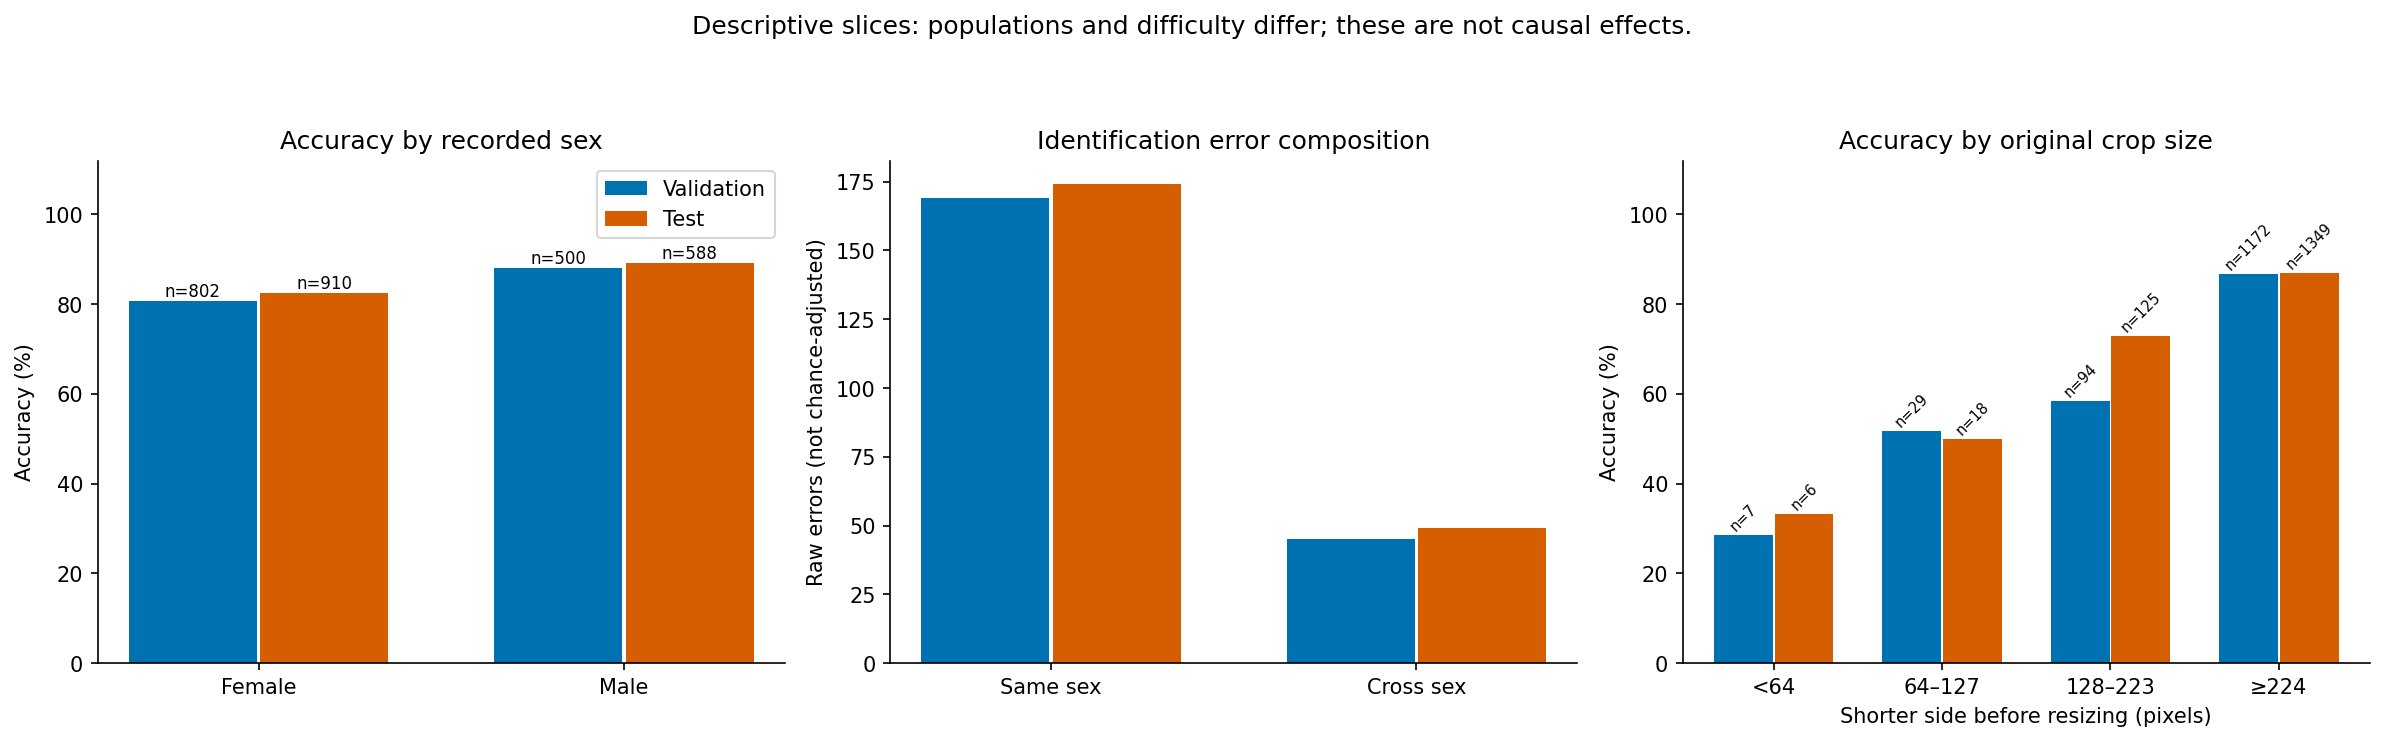 Descriptive slices: populations and difficulty differ; these are not causal effects.
Accuracy by recorded sex
Accuracy (%)
100
80
60
40
20
0
Validation
Test
n=802
n=910
n=500
n=588
Female
Male
Identification error composition
Raw errors (not chance-adjusted)
175
150
125
100
75
50
25
0
Same sex
Cross sex
Accuracy by original crop size
Accuracy (%)
100
80
60
40
20
0
n=7
n=6
n=29
n=18
n=94
n=125
n=1172
n=1349
<64
64–127
128–223
≥224
Shorter side before resizing (pixels)